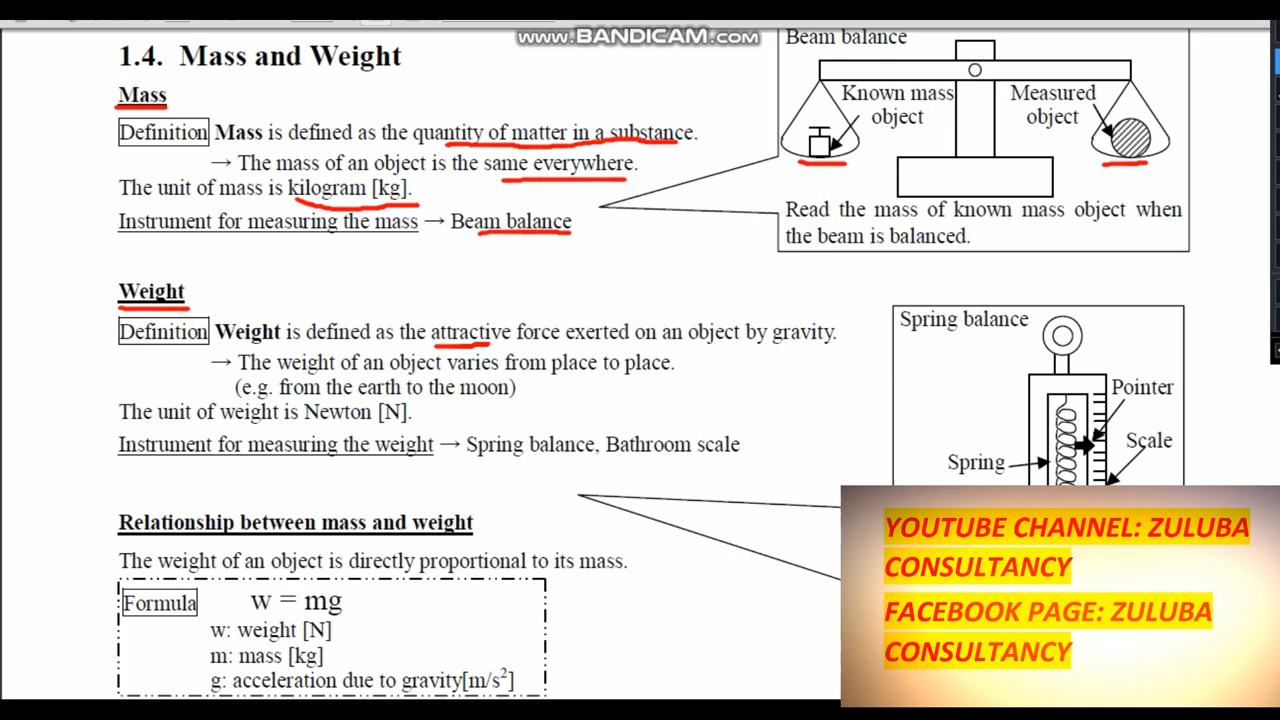 www.BANDICAM.com
1.4. Mass and Weight
Mass
Definition Mass is defined as the quantity of matter in a substance.
→ The mass of an object is the same everywhere.
The unit of mass is kilogram [kg].
Instrument for measuring the mass → Beam balance
Beam balance
Known mass object
Measured object
Read the mass of known mass object when
the beam is balanced.
Weight
Definition Weight is defined as the attractive force exerted on an object by gravity.
→ The weight of an object varies from place to place.
(e.g. from the earth to the moon)
The unit of weight is Newton [N].
Instrument for measuring the weight → Spring balance, Bathroom scale
Spring balance
Pointer
Scale
Spring
Relationship between mass and weight
The weight of an object is directly proportional to its mass.
Formula w = mg
w: weight [N]
m: mass [kg]
g: acceleration due to gravity[m/s²]
YOUTUBE CHANNEL: ZULUBA
CONSULTANCY
FACEBOOK PAGE: ZULUBA
CONSULTANCY